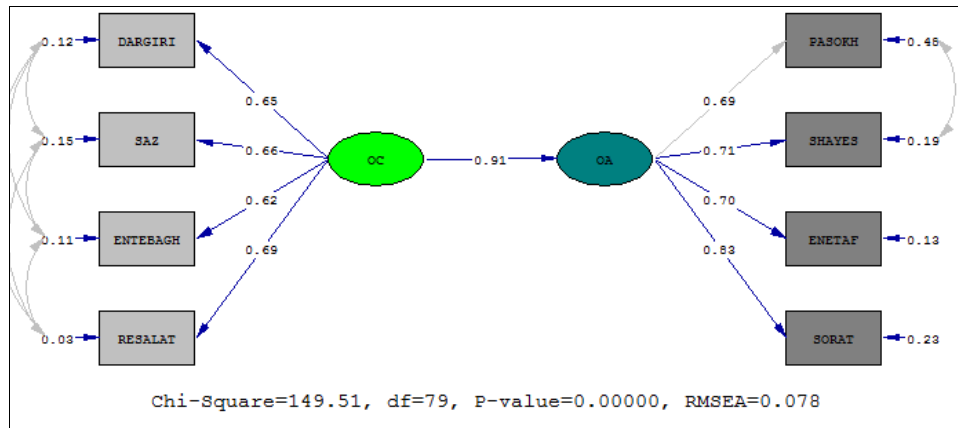 0.12 DARGIRI PASOKH 0.46
0.65 0.69
0.15 SAZ 0.66 OC 0.91 OA 0.71 SHAYES 0.19
0.62 0.70
0.11 ENTEBAGH ENETAF 0.13
0.69 0.83
0.03 RESALAT SORAT 0.23
Chi-Square=149.51, df=79, P-value=0.00000, RMSEA=0.078